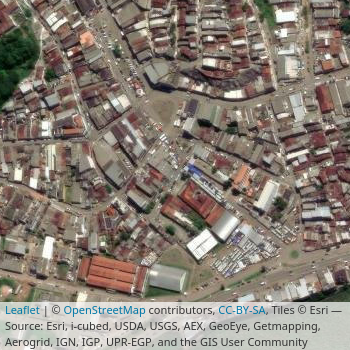 Leaflet | © OpenStreetMap contributors, CC-BY-SA, Tiles © Esri —
Source: Esri, i-cubed, USDA, USGS, AEX, GeoEye, Getmapping,
Aerogrid, IGN, IGP, UPR-EGP, and the GIS User Community